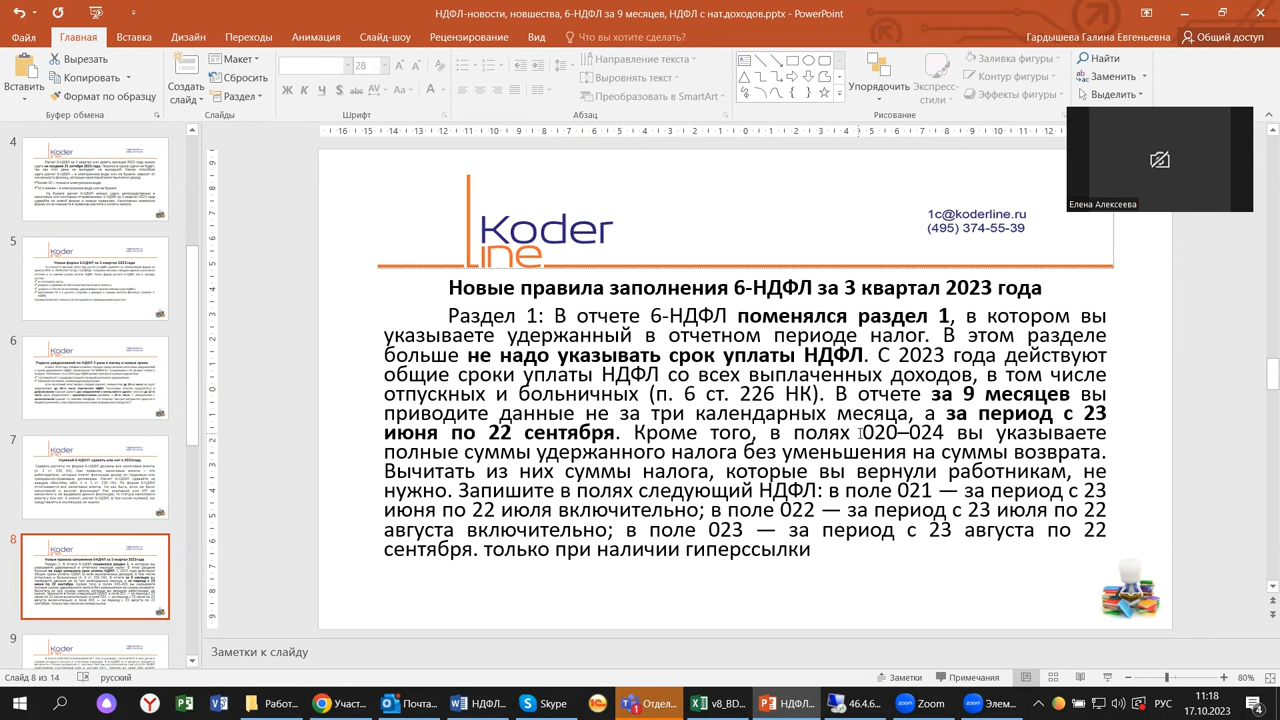 НДФЛ-новости, 6-НДФЛ за 9 месяцев, НДФЛ с нат.доходов.pptx - PowerPoint
Файл Главная Вставка Дизайн Переходы Анимация Слайд-шоу Рецензирование Вид Что вы хотите сделать? Гардышева Галина Евгеньевна Общий доступ
Вставить
Вырезать
Копировать
Формат по образцу
Буфер обмена
Создать слайд
Макет
Сбросить
Раздел
Слайды
28
Ж К Ч S abc AV Aa А
Шрифт
Направление текста
Выровнять текст
Преобразовать в SmartArt
Абзац
Упорядочить
Экспресс-стили
Заливка фигуры
Контур фигуры
Эффекты фигуры
Рисование
Найти
Заменить
Выделить
Елена Алексеева
4
5
6
7
8
9
Koder
line
1c@koderline.ru
(495) 374-55-39
Новые правила заполнения 6-НДФЛ за 3 квартал 2023 года
Раздел 1: В отчете 6-НДФЛ поменялся раздел 1, в котором вы
указываете удержанный в отчетном периоде налог. В этом разделе
больше не надо указывать срок уплаты НДФЛ. С 2023 года действуют
общие сроки уплаты НДФЛ со всех выплаченных доходов, в том числе
отпускных и больничных (п. 6 ст. 226 НК). В отчете за 9 месяцев вы
приводите данные не за три календарных месяца, а за период с 23
июня по 22 сентября. Кроме того, в полях 020–024 вы указываете
полные суммы удержанного налога без уменьшения на суммы возврата.
Вычитать из них суммы налога, которые вы вернули работникам, не
нужно. Запишите в полях следующий НДФЛ: в поле 021 — за период с 23
июня по 22 июля включительно; в поле 022 — за период с 23 июля по 22
августа включительно; в поле 023 — за период с 23 августа по 22
сентября. только при наличии гиперссылки
Заметки к слайду
Слайд 8 из 14 русский Заметки Примечания 80%
Работ... Участ... Почта... НДФЛ... Skype Отдел... v8_BD... НДФЛ... 46.4.6... Zoom Элем... РУС 11:18
17.10.2023